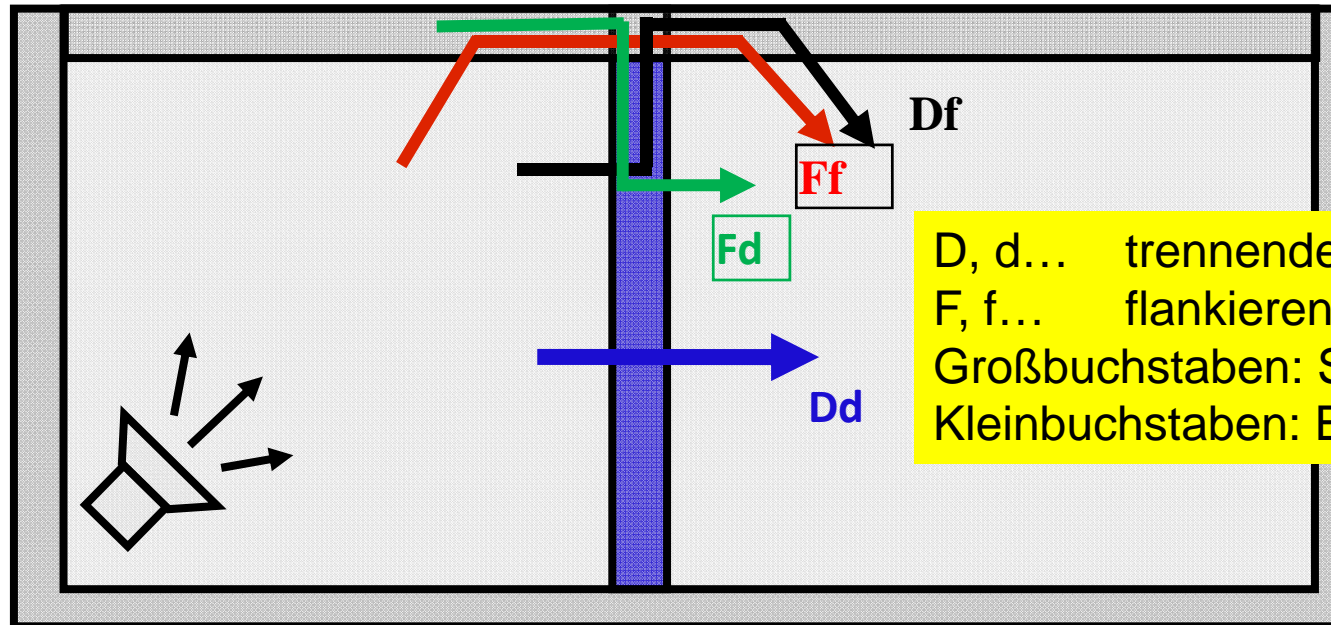 Df
Ff
Fd
D, d… trennende
F, f… flankieren
Großbuchstaben: S
Kleinbuchstaben: E
Dd